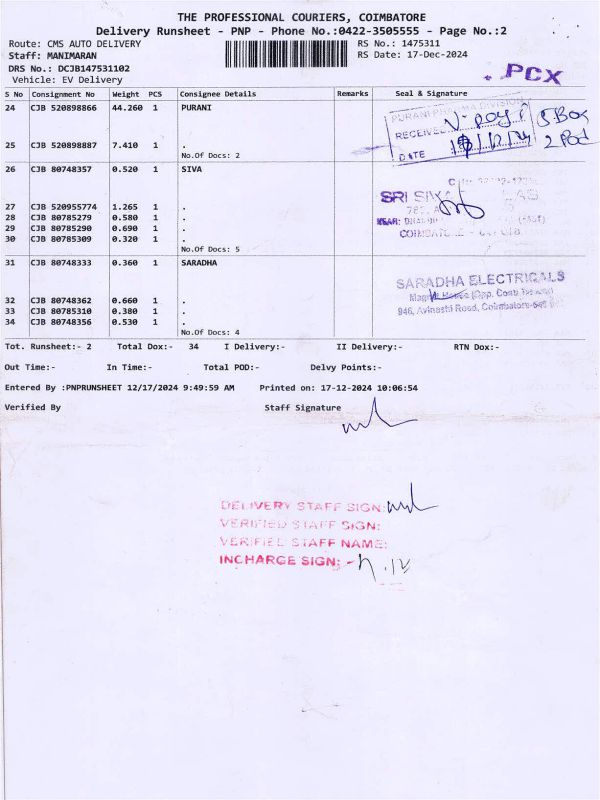 THE PROFESSIONAL COURIERS, COIMBATORE
Delivery Runsheet - PNP - Phone No.:0422-3505555 - Page No.:2
Route: CMS AUTO DELIVERY RS No.: 1475311
Staff: MANIMARAN RS Date: 17-Dec-2024
DRS No.: DCJB147531102
Vehicle: EV Delivery
PCX
S No Consignment No Weight PCS Consignee Details Remarks Seal & Signature
24 CJB 520898866 44.260 1 PURANI
PURANI PHARMA DIVISION
RECEIVED
DATE
5 Box
25 CJB 520898887 7.410 1 .
No.Of Docs: 2
26 CJB 80748357 0.520 1 SIVA
SRI
27 CJB 520955774 1.265 1 .
28 CJB 80785279 0.580 1 .
29 CJB 80785290 0.690 1 .
30 CJB 80785309 0.320 1 .
No.Of Docs: 5
31 CJB 80748333 0.360 1 SARADHA
SARADHA ELECTRICALS
946, Avinashi Road, Coimbatore-641
32 CJB 80748362 0.660 1 .
33 CJB 80785310 0.380 1 .
34 CJB 80748356 0.530 1 .
No.Of Docs: 4
Tot. Runsheet:- 2 Total Dox:- 34 I Delivery:- II Delivery:- RTN Dox:-
Out Time:- In Time:- Total POD:- Delvy Points:-
Entered By :PNPRUNSHEET 12/17/2024 9:49:59 AM Printed on: 17-12-2024 10:06:54
Verified By Staff Signature
DELIVERY STAFF SIGN:
VERIFIED STAFF SIGN:
VERIFIED STAFF NAME:
INCHARGE SIGN: